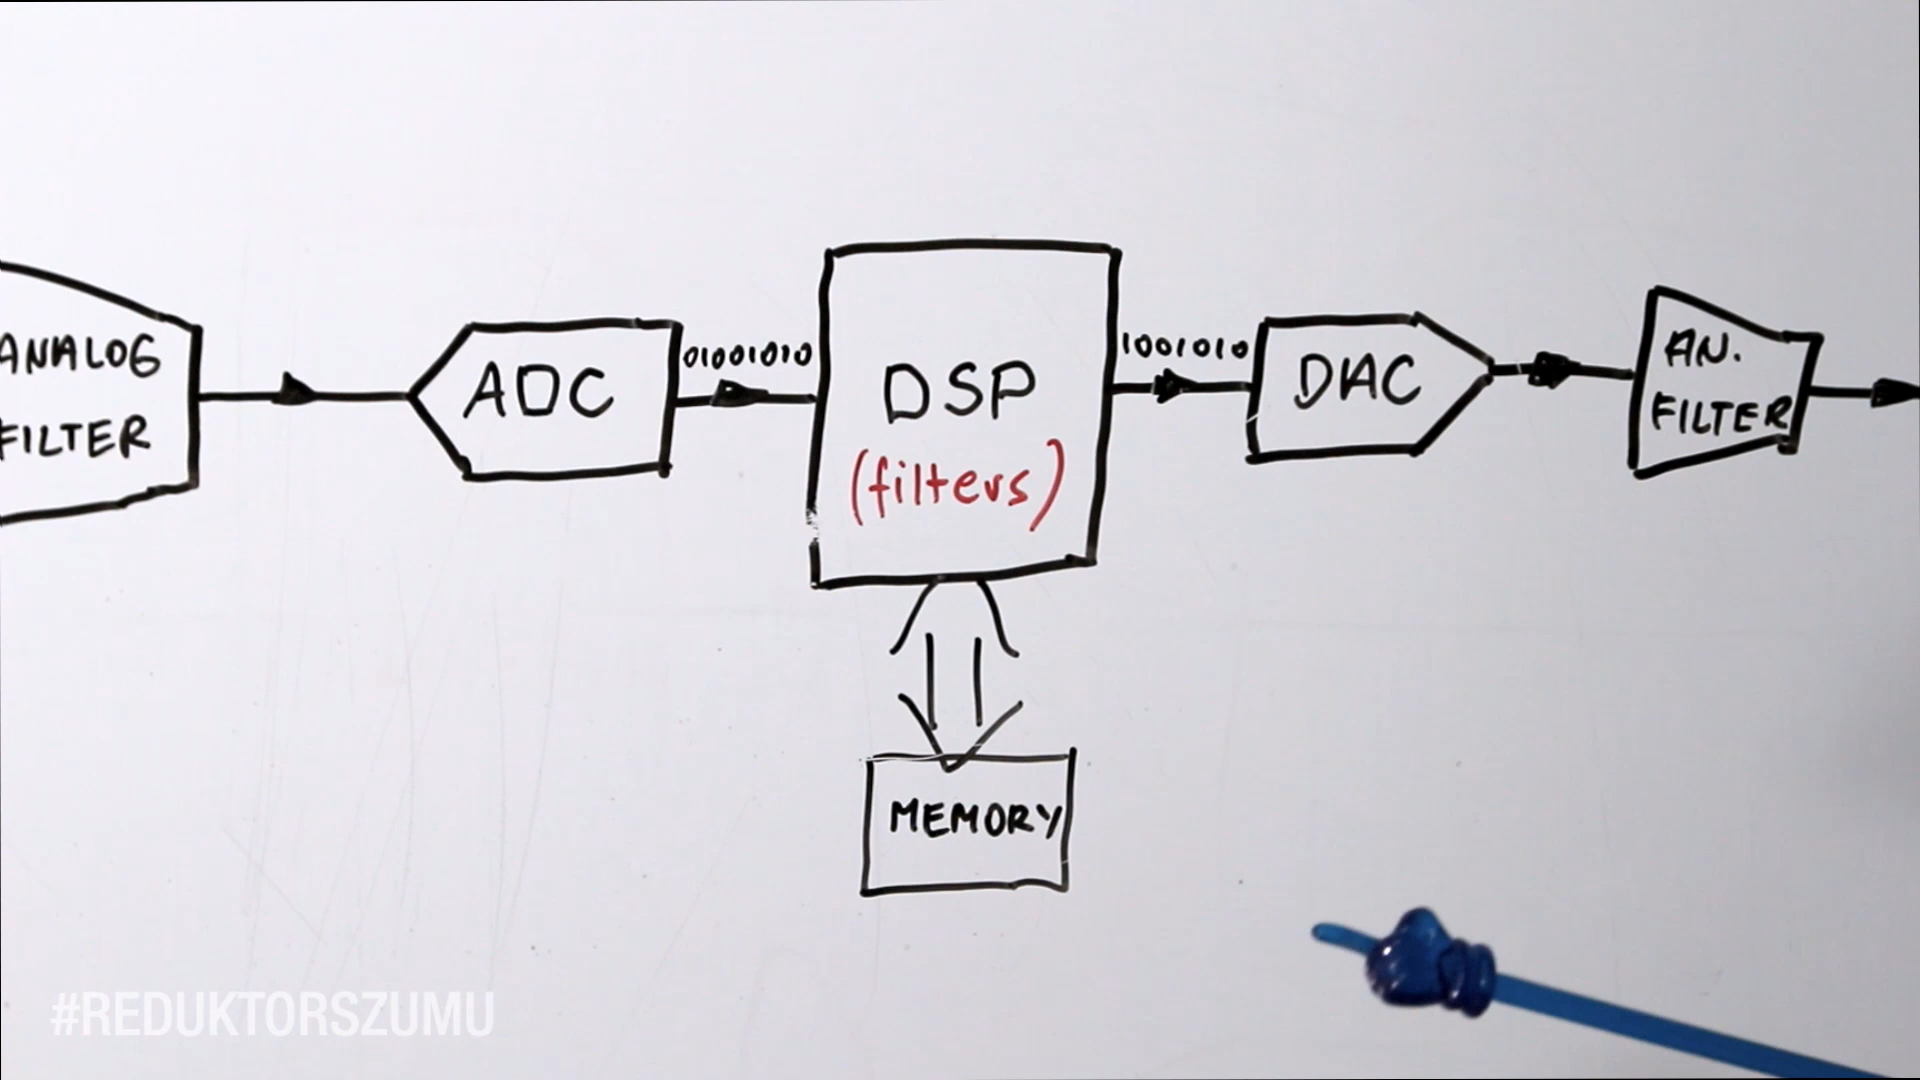 ANALOG
FILTER
ADC
01001010
DSP
(filters)
1001010
DAC
AN.
FILTER
MEMORY
#REDUKTORSZUMU